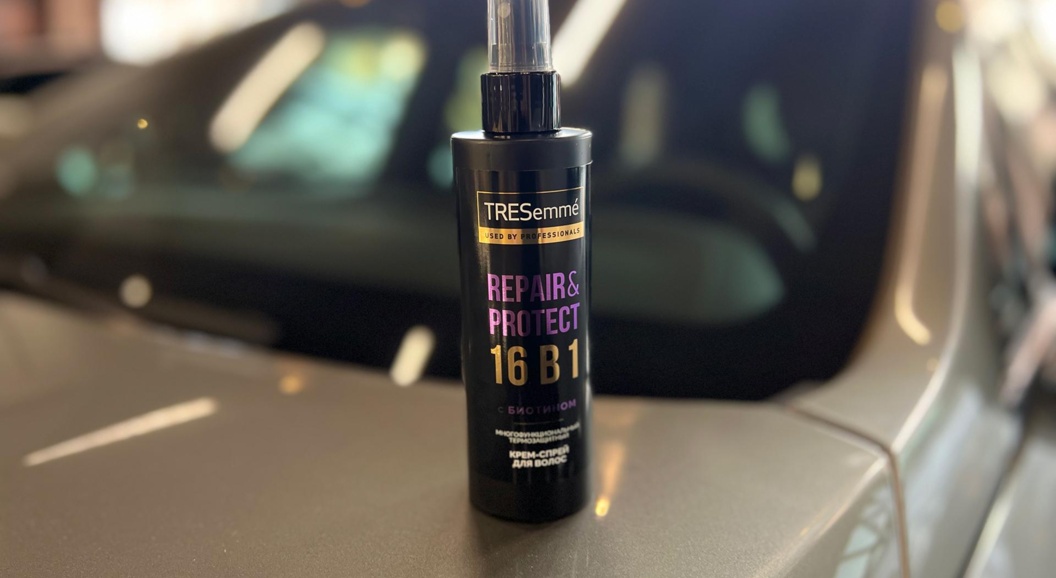 TRESemmé
USED BY PROFESSIONALS
REPAIR&
PROTECT
16 В 1
с БИОТИНОМ
МНОГОФУНКЦИОНАЛЬНЫЙ
ТЕРМОЗАЩИТНЫЙ
КРЕМ-СПРЕЙ
ДЛЯ ВОЛОС